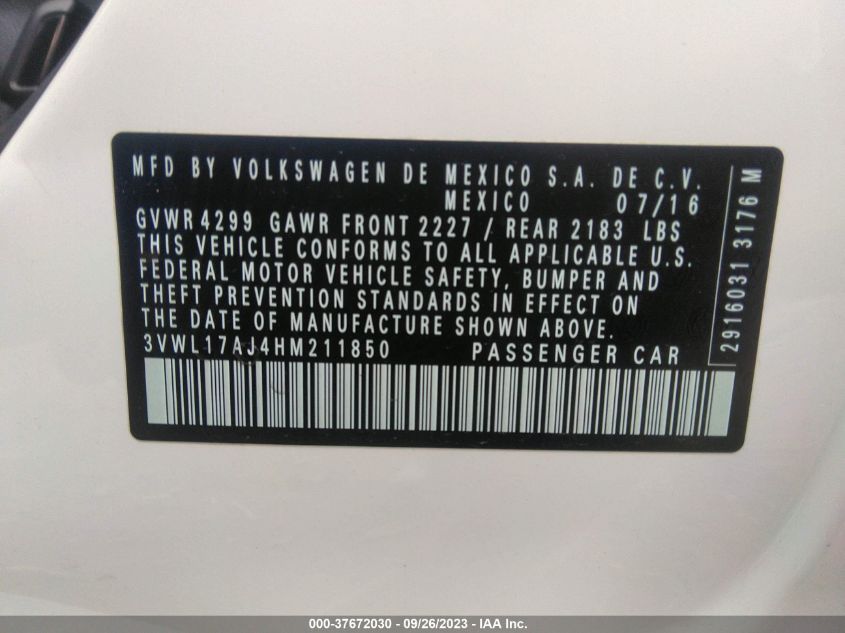 MFD BY VOLKSWAGEN DE MEXICO S.A. DE C.V.
MEXICO 07/16
GVWR 4299 GAWR FRONT 2227 / REAR 2183 LBS
THIS VEHICLE CONFORMS TO ALL APPLICABLE U.S.
FEDERAL MOTOR VEHICLE SAFETY, BUMPER AND
THEFT PREVENTION STANDARDS IN EFFECT ON
THE DATE OF MANUFACTURE SHOWN ABOVE.
3VWL17AJ4HM211850 PASSENGER CAR
2916031 3176 M
000-37672030 - 09/26/2023 - IAA Inc.